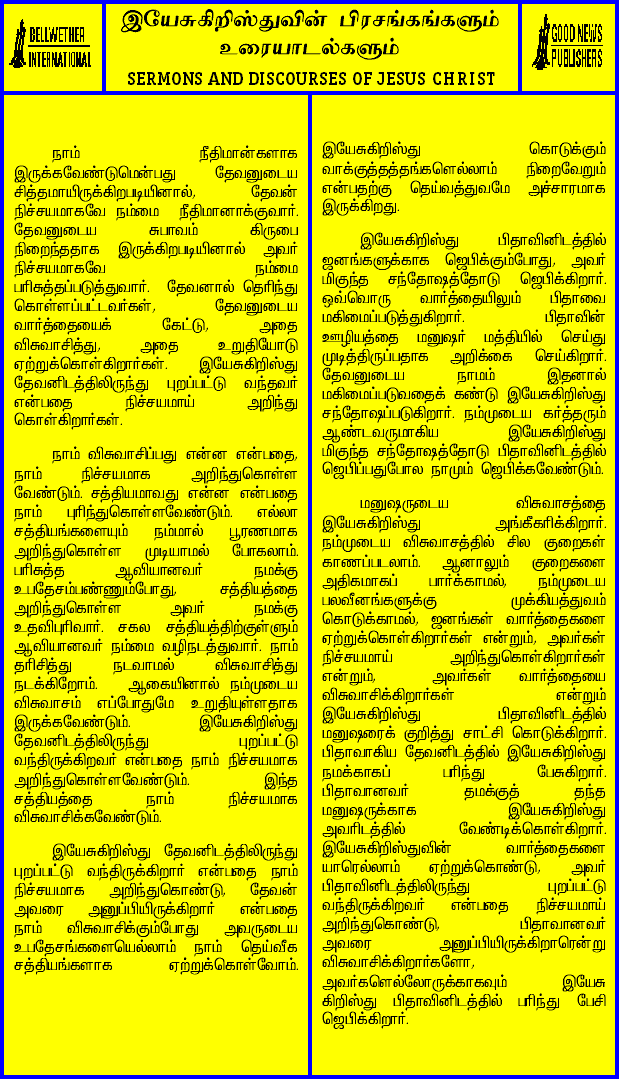 BELLWETHER
INTERNATIONAL
இயேசுகிறிஸ்துவின் பிரசங்கங்களும்
உரையாடல்களும்
SERMONS AND DISCOURSES OF JESUS CHRIST
GOOD NEWS
PUBLISHERS
நாம் நீதிமான்களாக
இருக்கவேண்டுமென்பது தேவனுடைய
சித்தமாயிருக்கிறபடியினால், தேவன்
நிச்சயமாகவே நம்மை நீதிமானாக்குவார்.
தேவனுடைய சுபாவம் கிருபை
நிறைந்ததாக இருக்கிறபடியினால் அவர்
நிச்சயமாகவே நம்மை
பரிசுத்தப்படுத்துவார். தேவனால் தெரிந்து
கொள்ளப்பட்டவர்கள், தேவனுடைய
வார்த்தையைக் கேட்டு, அதை
விசுவாசித்து, அதை உறுதியோடு
ஏற்றுக்கொள்கிறார்கள். இயேசுகிறிஸ்து
தேவனிடத்திலிருந்து புறப்பட்டு வந்தவர்
என்பதை நிச்சயமாய் அறிந்து
கொள்கிறார்கள்.
நாம் விசுவாசிப்பது என்ன என்பதை,
நாம் நிச்சயமாக அறிந்துகொள்ள
வேண்டும். சத்தியமாவது என்ன என்பதை
நாம் புரிந்துகொள்ளவேண்டும். எல்லா
சத்தியங்களையும் நம்மால் பூரணமாக
அறிந்துகொள்ள முடியாமல் போகலாம்.
பரிசுத்த ஆவியானவர் நமக்கு
உபதேசம்பண்ணும்போது, சத்தியத்தை
அறிந்துகொள்ள அவர் நமக்கு
உதவிபுரிவார். சகல சத்தியத்திற்குள்ளும்
ஆவியானவர் நம்மை வழிநடத்துவார். நாம்
தரிசித்து நடவாமல் விசுவாசித்து
நடக்கிறோம். ஆகையினால் நம்முடைய
விசுவாசம் எப்போதுமே உறுதியுள்ளதாக
இருக்கவேண்டும். இயேசுகிறிஸ்து
தேவனிடத்திலிருந்து புறப்பட்டு
வந்திருக்கிறவர் என்பதை நாம் நிச்சயமாக
அறிந்துகொள்ளவேண்டும். இந்த
சத்தியத்தை நாம் நிச்சயமாக
விசுவாசிக்கவேண்டும்.
இயேசுகிறிஸ்து தேவனிடத்திலிருந்து
புறப்பட்டு வந்திருக்கிறார் என்பதை நாம்
நிச்சயமாக அறிந்துகொண்டு, தேவன்
அவரை அனுப்பியிருக்கிறார் என்பதை
நாம் விசுவாசிக்கும்போது அவருடைய
உபதேசங்களையெல்லாம் நாம் தெய்வீக
சத்தியங்களாக ஏற்றுக்கொள்வோம்.
இயேசுகிறிஸ்து கொடுக்கும்
வாக்குத்தத்தங்களெல்லாம் நிறைவேறும்
என்பதற்கு தெய்வத்துவமே அச்சாரமாக
இருக்கிறது.
இயேசுகிறிஸ்து பிதாவினிடத்தில்
ஜனங்களுக்காக ஜெபிக்கும்போது, அவர்
மிகுந்த சந்தோஷத்தோடு ஜெபிக்கிறார்.
ஒவ்வொரு வார்த்தையிலும் பிதாவை
மகிமைப்படுத்துகிறார். பிதாவின்
ஊழியத்தை மனுஷர் மத்தியில் செய்து
முடித்திருப்பதாக அறிக்கை செய்கிறார்.
தேவனுடைய நாமம் இதனால்
மகிமைப்படுவதைக் கண்டு இயேசுகிறிஸ்து
சந்தோஷப்படுகிறார். நம்முடைய கர்த்தரும்
ஆண்டவருமாகிய இயேசுகிறிஸ்து
மிகுந்த சந்தோஷத்தோடு பிதாவினிடத்தில்
ஜெபிப்பதுபோல நாமும் ஜெபிக்கவேண்டும்.
மனுஷருடைய விசுவாசத்தை
இயேசுகிறிஸ்து அங்கீகரிக்கிறார்.
நம்முடைய விசுவாசத்தில் சில குறைகள்
காணப்படலாம். ஆனாலும் குறைகளை
அதிகமாகப் பார்க்காமல், நம்முடைய
பலவீனங்களுக்கு முக்கியத்துவம்
கொடுக்காமல், ஜனங்கள் வார்த்தைகளை
ஏற்றுக்கொள்கிறார்கள் என்றும், அவர்கள்
நிச்சயமாய் அறிந்துகொள்கிறார்கள்
என்றும், அவர்கள் வார்த்தையை
விசுவாசிக்கிறார்கள் என்றும்
இயேசுகிறிஸ்து பிதாவினிடத்தில்
மனுஷரைக் குறித்து சாட்சி கொடுக்கிறார்.
பிதாவாகிய தேவனிடத்தில் இயேசுகிறிஸ்து
நமக்காகப் பரிந்து பேசுகிறார்.
பிதாவானவர் தமக்குத் தந்த
மனுஷருக்காக இயேசுகிறிஸ்து
அவரிடத்தில் வேண்டிக்கொள்கிறார்.
இயேசுகிறிஸ்துவின் வார்த்தைகளை
யாரெல்லாம் ஏற்றுக்கொண்டு, அவர்
பிதாவினிடத்திலிருந்து புறப்பட்டு
வந்திருக்கிறவர் என்பதை நிச்சயமாய்
அறிந்துகொண்டு, பிதாவானவர்
அவரை அனுப்பியிருக்கிறாரென்று
விசுவாசிக்கிறார்களோ,
அவர்களெல்லோருக்காகவும் இயேசு
கிறிஸ்து பிதாவினிடத்தில் பரிந்து பேசி
ஜெபிக்கிறார்.